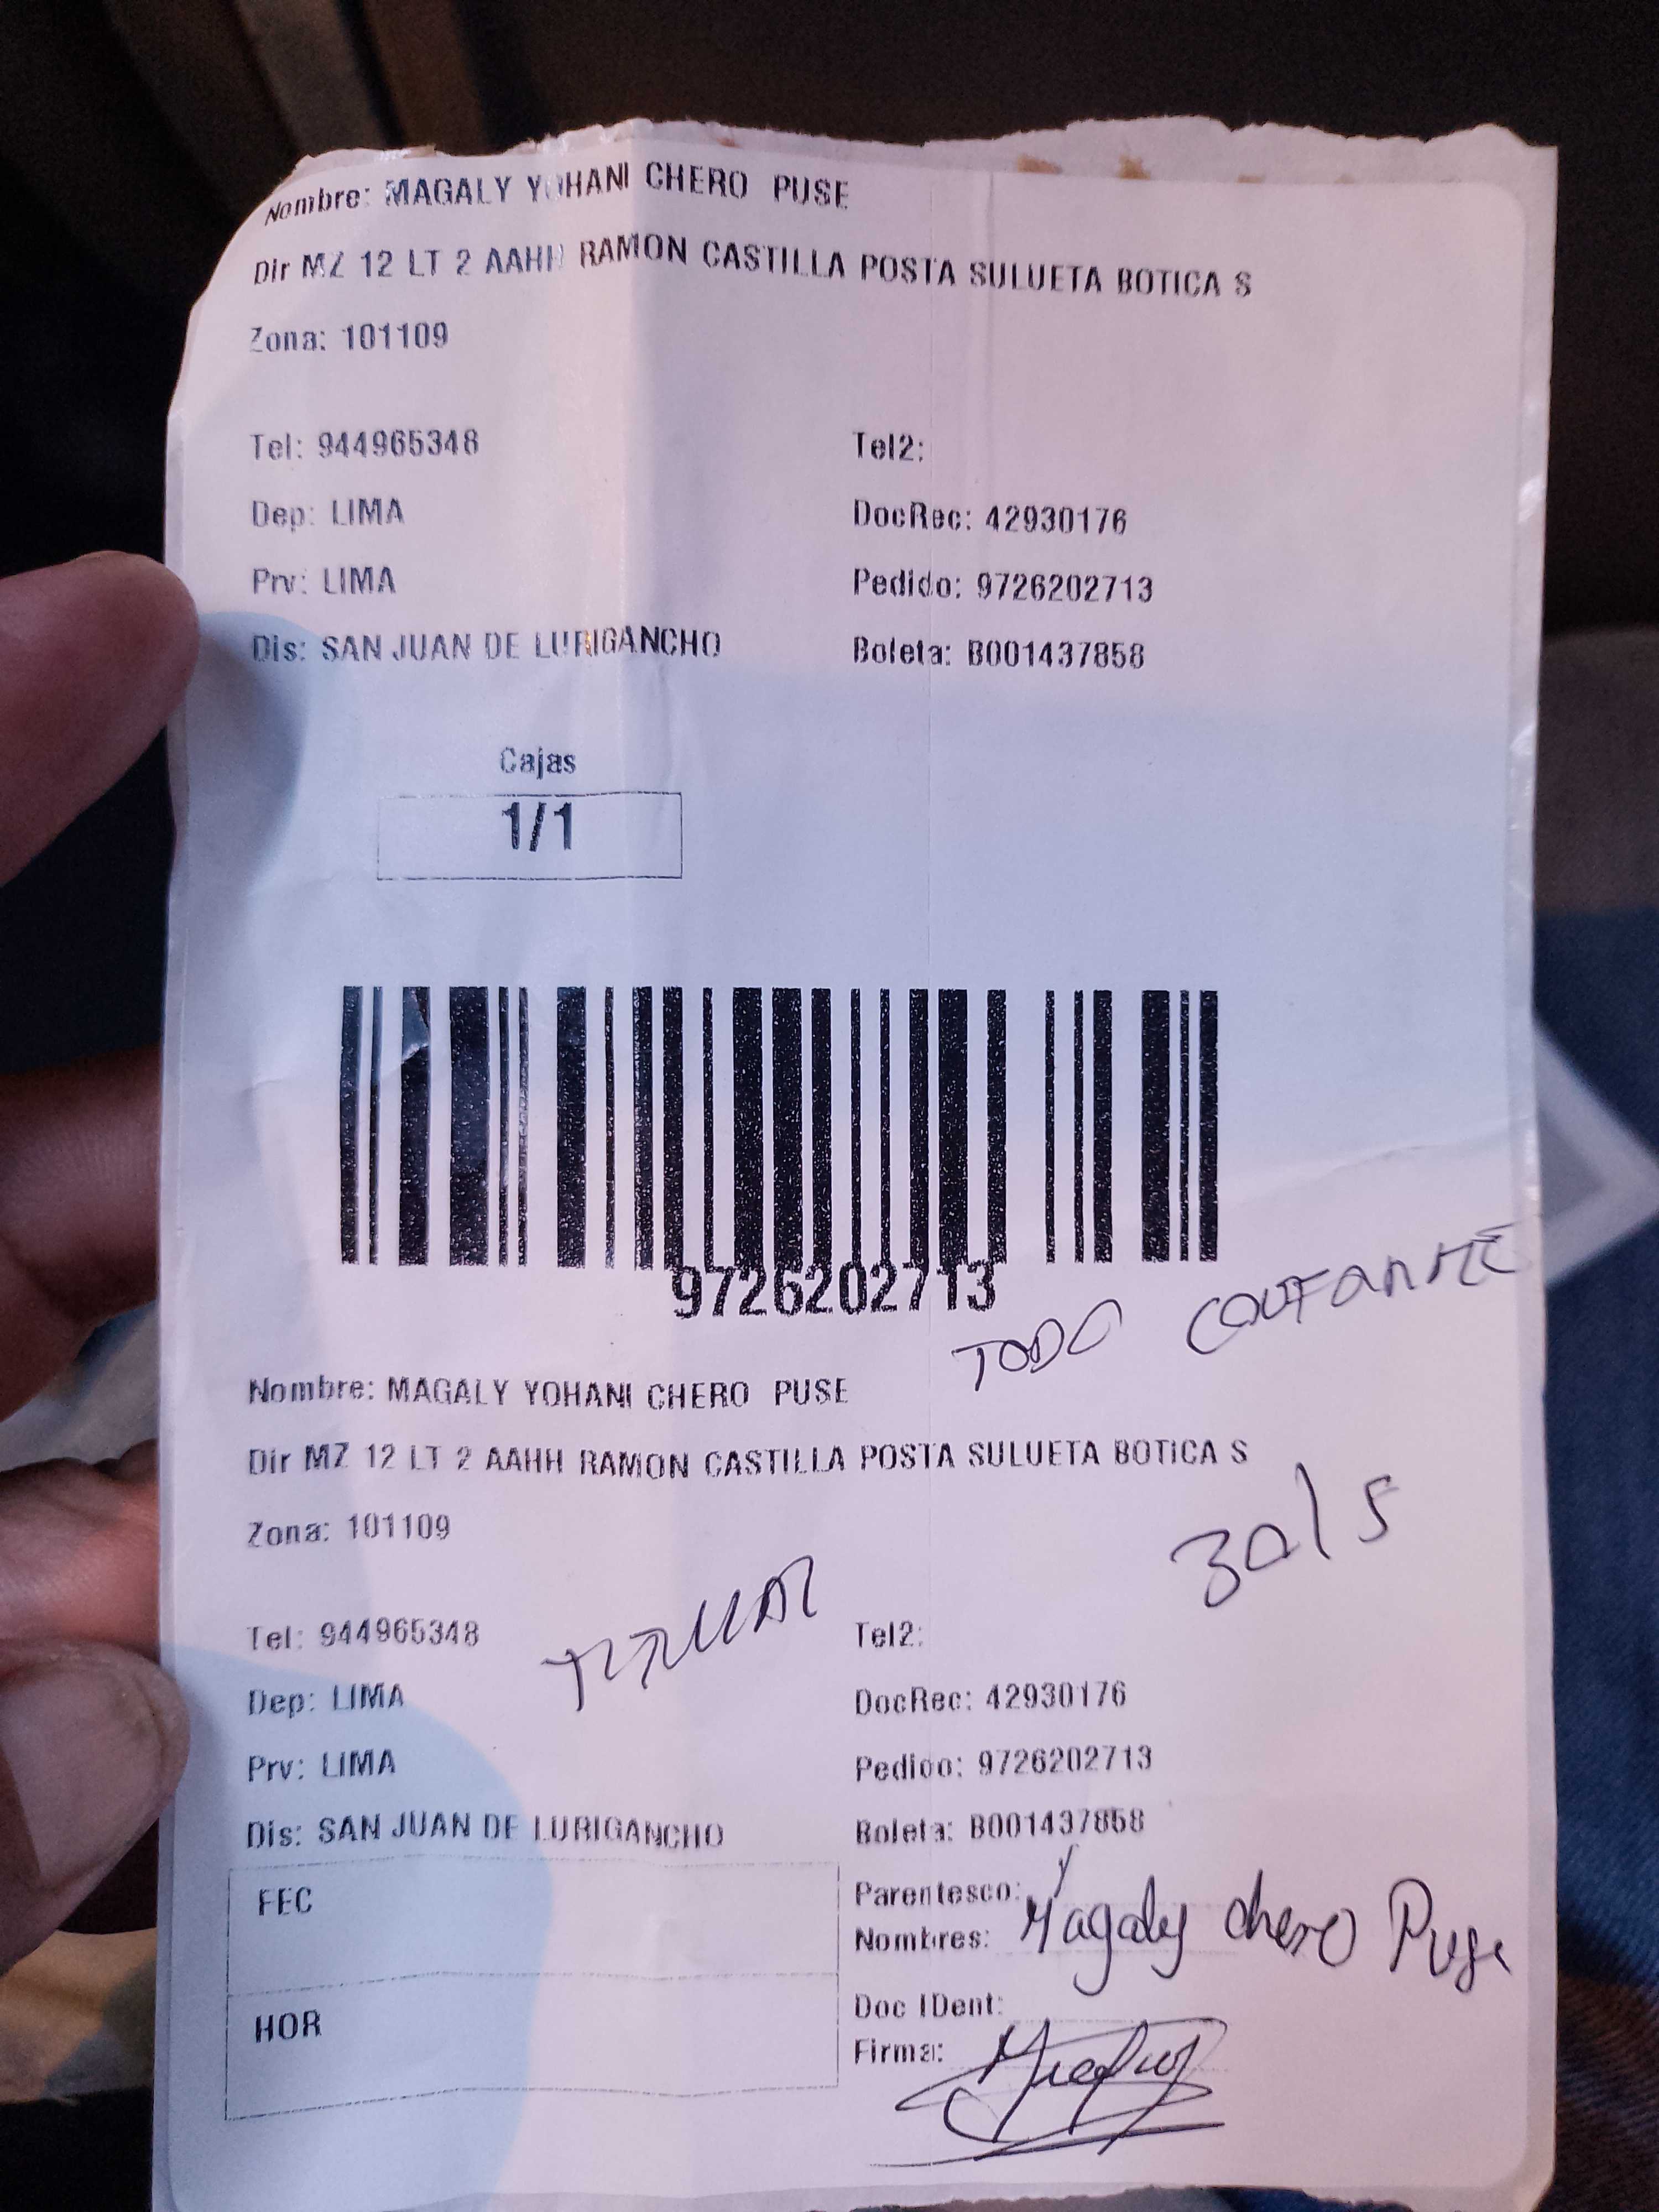 Nombre: MAGALY YOHANI CHERO PUSE
Dir MZ 12 LT 2 AAHH RAMON CASTILLA POSTA SULUETA BOTICA S
Zona: 101109
Tel: 944965348 Tel2:
Dep: LIMA DocRec: 42930176
Prv: LIMA Pedido: 9726202713
Dis: SAN JUAN DE LURIGANCHO Boleta: B001437858
Cajas
1/1
9726202713
TODO CONFORME
Nombre: MAGALY YOHANI CHERO PUSE
Dir MZ 12 LT 2 AAHH RAMON CASTILLA POSTA SULUETA BOTICA S
Zona: 101109
30/5
Tel: 944965348 Tel2:
Dep: LIMA DocRec: 42930176
Prv: LIMA Pedido: 9726202713
Dis: SAN JUAN DE LURIGANCHO Boleta: B001437858
FEC
Parentesco:
Nombres: Magaly chero Puse
HOR
Doc IDent:
Firma: